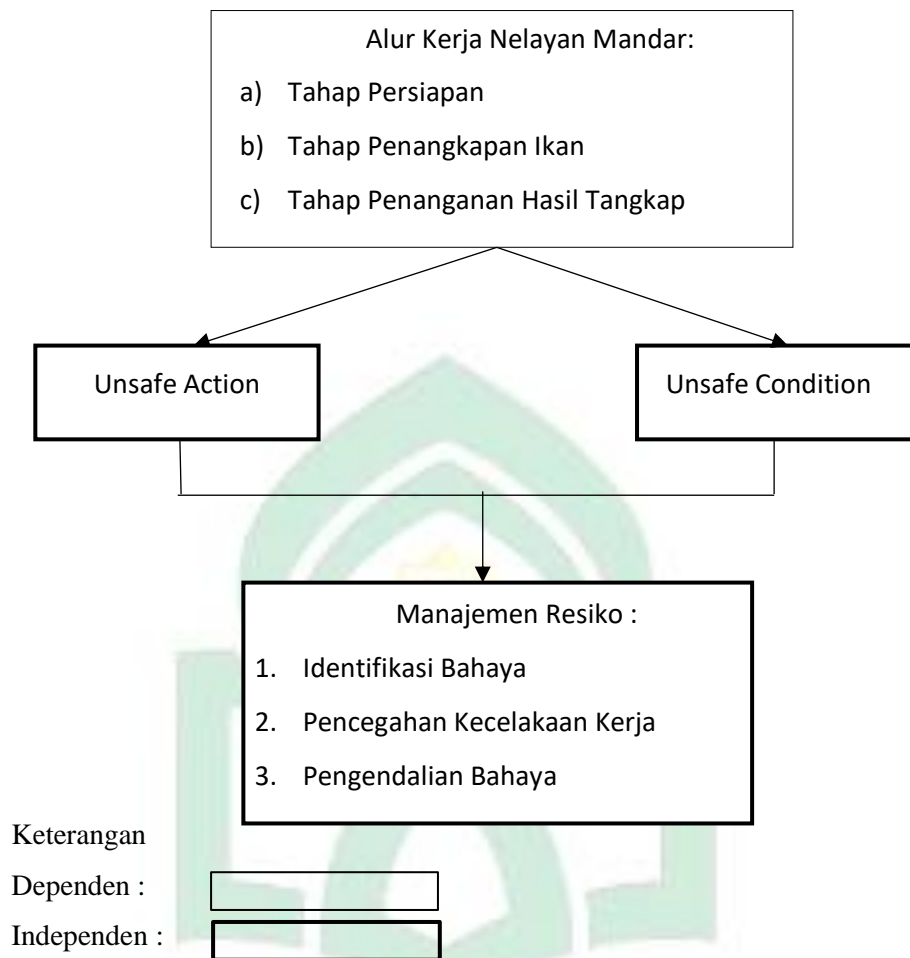 Alur Kerja Nelayan Mandar:
a) Tahap Persiapan
b) Tahap Penangkapan Ikan
c) Tahap Penanganan Hasil Tangkap
Unsafe Action
Unsafe Condition
Manajemen Resiko :
1. Identifikasi Bahaya
2. Pencegahan Kecelakaan Kerja
3. Pengendalian Bahaya
Keterangan
Dependen :
Independen :